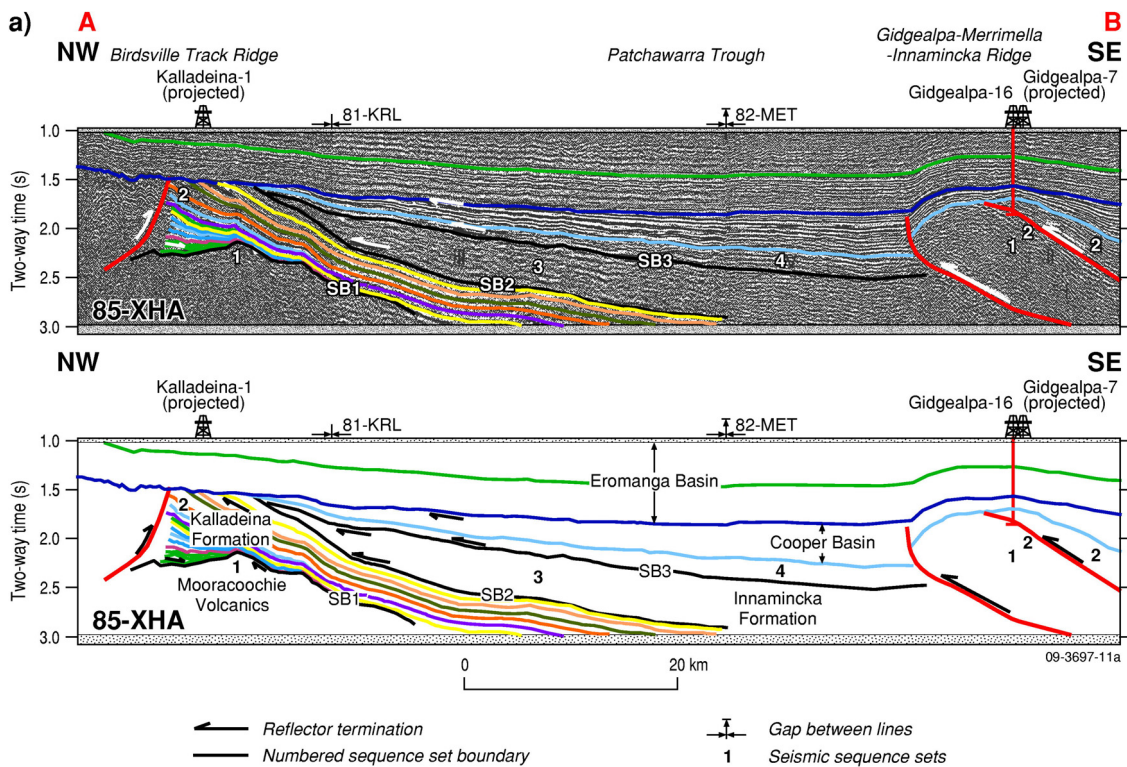 a)
A
B
NW
Birdsville Track Ridge
Patchawarra Trough
Gidgealpa-Merrimella
-Innamincka Ridge
SE
Kalladeina-1
(projected)
81-KRL
82-MET
Gidgealpa-16
Gidgealpa-7
(projected)
1.0
1.5
2.0
2.5
3.0
Two-way time (s)
2
1
SB1
SB2
3
SB3
4
1
2
2
85-XHA
NW
SE
Kalladeina-1
(projected)
81-KRL
82-MET
Gidgealpa-16
Gidgealpa-7
(projected)
1.0
1.5
2.0
2.5
3.0
Two-way time (s)
Eromanga Basin
2
Kalladeina
Formation
Cooper Basin
1
Mooracoochie
Volcanics
SB1
SB2
3
SB3
4
Innamincka
Formation
1
2
2
85-XHA
09-3697-11a
0
20 km
Reflector termination
Gap between lines
Numbered sequence set boundary
1
Seismic sequence sets